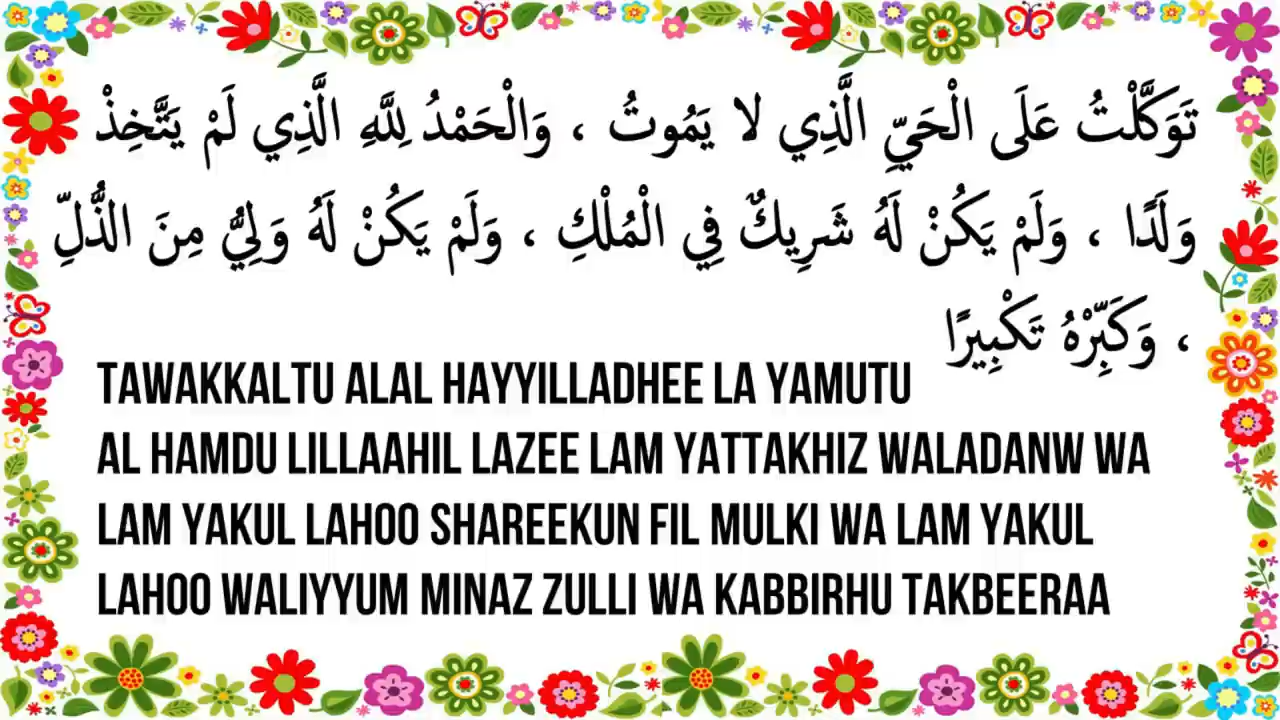 تَوَكَّلْتُ عَلَى الْحَيِّ الَّذِي لا يَمُوتُ ، وَالْحَمْدُ لِلَّهِ الَّذِي لَمْ يَتَّخِذْ
وَلَدًا ، وَلَمْ يَكُنْ لَهُ شَرِيكٌ فِي الْمُلْكِ ، وَلَمْ يَكُنْ لَهُ وَلِيٌّ مِنَ الذُّلِّ
، وَكَبِّرْهُ تَكْبِيرًا
TAWAKKALTU ALAL HAYYILLADHEE LA YAMUTU
AL HAMDU LILLAAHIL LAZEE LAM YATTAKHIZ WALADANW WA
LAM YAKUL LAHOO SHAREEKUN FIL MULKI WA LAM YAKUL
LAHOO WALIYYUM MINAZ ZULLI WA KABBIRHU TAKBEERAA